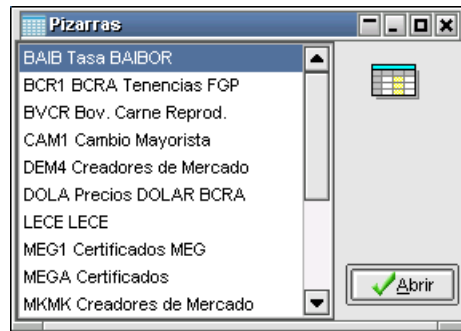 Pizarras
BAIB Tasa BAIBOR
BCR1 BCRA Tenencias FGP
BVCR Bov. Carne Reprod.
CAM1 Cambio Mayorista
DEM4 Creadores de Mercado
DOLA Precios DOLAR BCRA
LECE LECE
MEG1 Certificados MEG
MEGA Certificados
MKMK Creadores de Mercado
Abrir